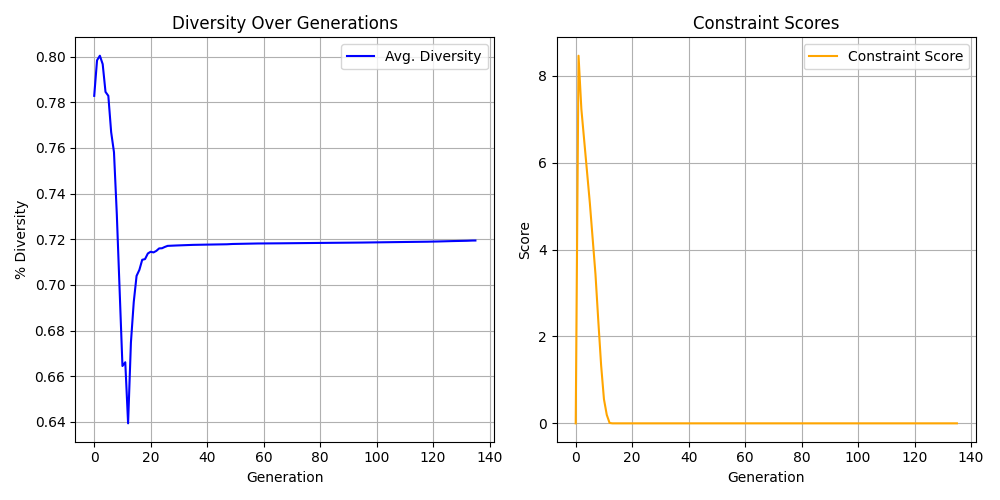 Diversity Over Generations
Avg. Diversity
0.80
0.78
0.76
0.74
0.72
0.70
0.68
0.66
0.64
% Diversity
0 20 40 60 80 100 120 140
Generation
Constraint Scores
Constraint Score
8
6
4
2
0
Score
0 20 40 60 80 100 120 140
Generation